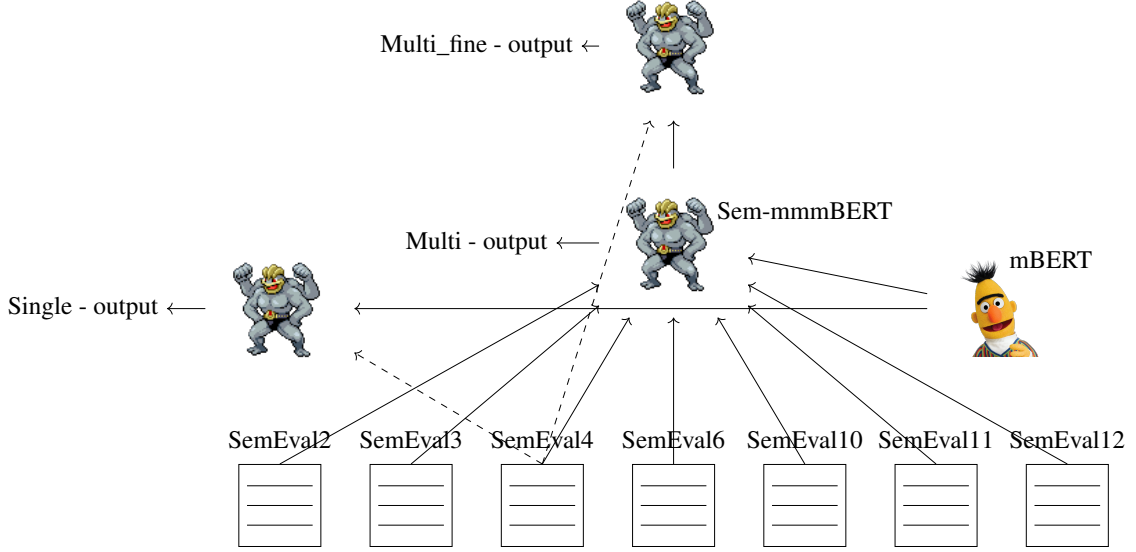 Multi_fine - output
Sem-mmmBERT
Multi - output
mBERT
Single - output
SemEval2
SemEval3
SemEval4
SemEval6
SemEval10
SemEval11
SemEval12